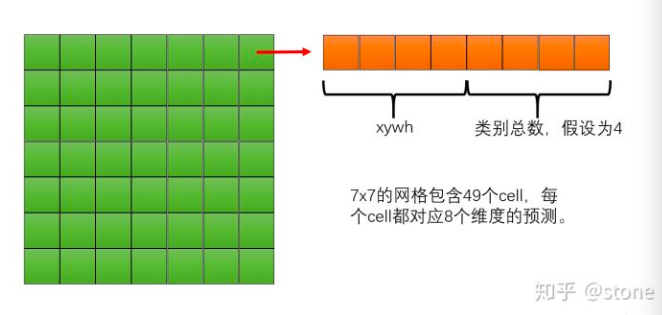 xywh
类别总数，假设为4
7x7的网格包含49个cell，每
个cell都对应8个维度的预测。
知乎 @stone